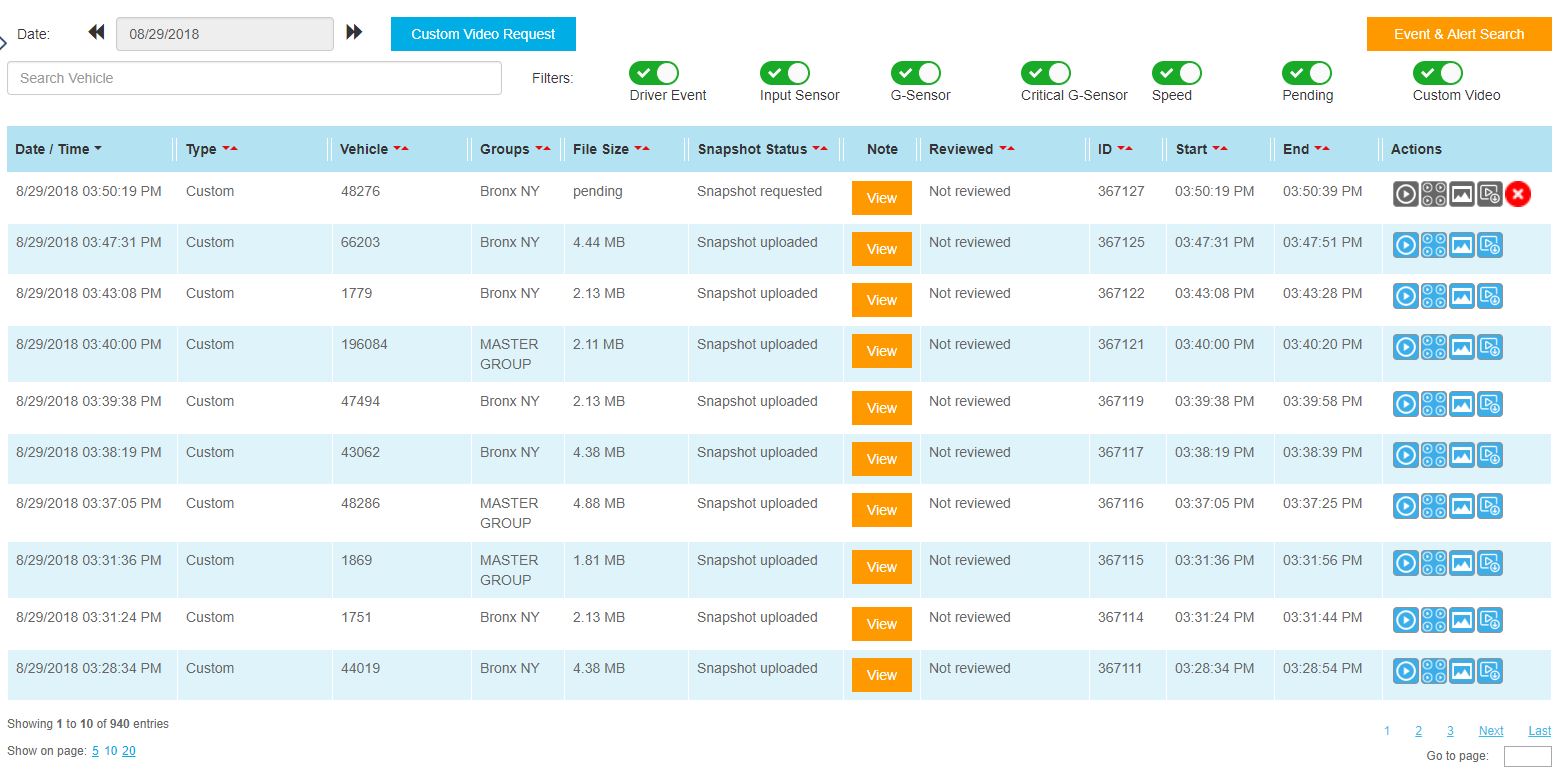 Date: 08/29/2018 Custom Video Request Event & Alert Search
Search Vehicle Filters: Driver Event Input Sensor G-Sensor Critical G-Sensor Speed Pending Custom Video
Date / Time Type Vehicle Groups File Size Snapshot Status Note Reviewed ID Start End Actions
8/29/2018 03:50:19 PM Custom 48276 Bronx NY pending Snapshot requested View Not reviewed 367127 03:50:19 PM 03:50:39 PM
8/29/2018 03:47:31 PM Custom 66203 Bronx NY 4.44 MB Snapshot uploaded View Not reviewed 367125 03:47:31 PM 03:47:51 PM
8/29/2018 03:43:08 PM Custom 1779 Bronx NY 2.13 MB Snapshot uploaded View Not reviewed 367122 03:43:08 PM 03:43:28 PM
8/29/2018 03:40:00 PM Custom 196084 MASTER GROUP 2.11 MB Snapshot uploaded View Not reviewed 367121 03:40:00 PM 03:40:20 PM
8/29/2018 03:39:38 PM Custom 47494 Bronx NY 2.13 MB Snapshot uploaded View Not reviewed 367119 03:39:38 PM 03:39:58 PM
8/29/2018 03:38:19 PM Custom 43062 Bronx NY 4.38 MB Snapshot uploaded View Not reviewed 367117 03:38:19 PM 03:38:39 PM
8/29/2018 03:37:05 PM Custom 48286 MASTER GROUP 4.88 MB Snapshot uploaded View Not reviewed 367116 03:37:05 PM 03:37:25 PM
8/29/2018 03:31:36 PM Custom 1869 MASTER GROUP 1.81 MB Snapshot uploaded View Not reviewed 367115 03:31:36 PM 03:31:56 PM
8/29/2018 03:31:24 PM Custom 1751 Bronx NY 2.13 MB Snapshot uploaded View Not reviewed 367114 03:31:24 PM 03:31:44 PM
8/29/2018 03:28:34 PM Custom 44019 Bronx NY 4.38 MB Snapshot uploaded View Not reviewed 367111 03:28:34 PM 03:28:54 PM
Showing 1 to 10 of 940 entries 1 2 3 Next Last
Show on page: 5 10 20 Go to page: